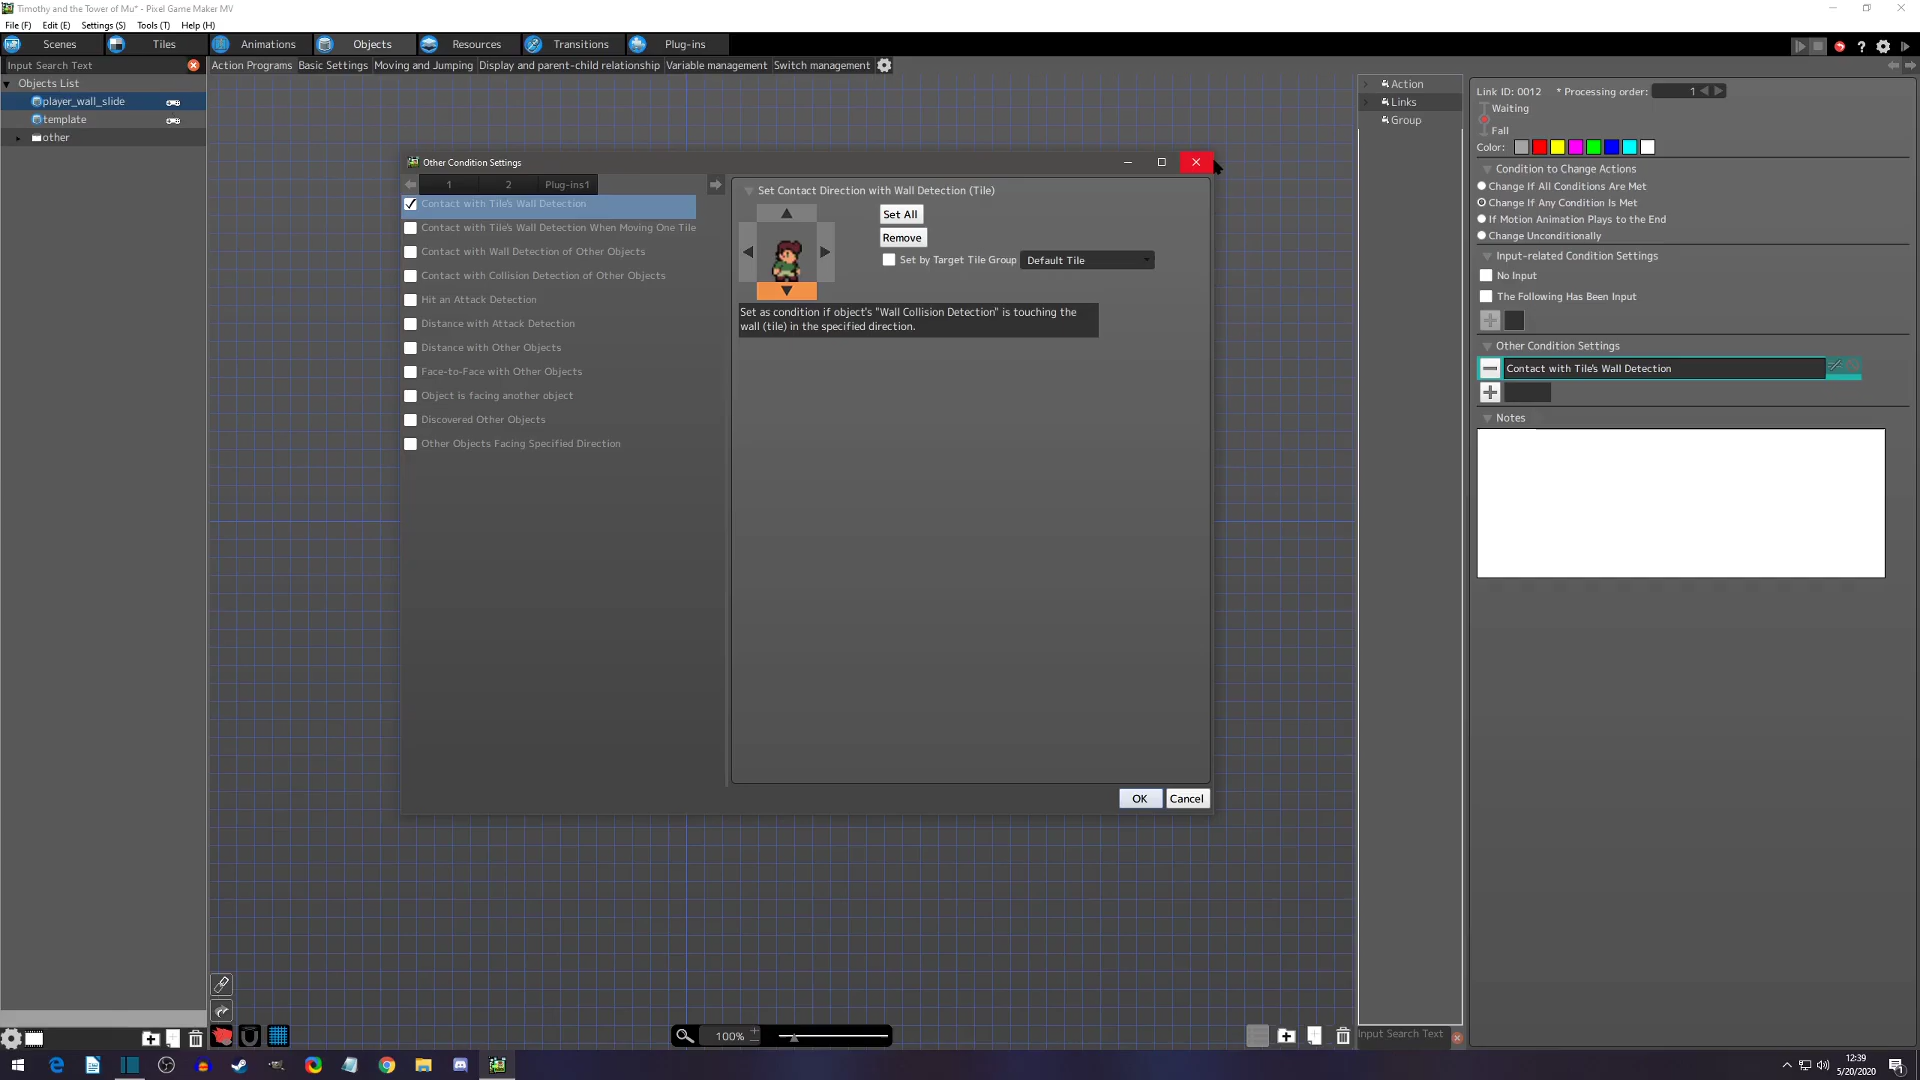 Timothy and the Tower of Mu* - Pixel Game Maker MV
File (F) Edit (E) Settings (S) Tools (T) Help (H)
Scenes Tiles Animations Objects Resources Transitions Plug-ins
Input Search Text
Action Programs Basic Settings Moving and Jumping Display and parent-child relationship Variable management Switch management
Objects List
player_wall_slide
template
other
Action
Links
Group
Other Condition Settings
1 2 Plug-ins1
Contact with Tile's Wall Detection
Contact with Tile's Wall Detection When Moving One Tile
Contact with Wall Detection of Other Objects
Contact with Collision Detection of Other Objects
Hit an Attack Detection
Distance with Attack Detection
Distance with Other Objects
Face-to-Face with Other Objects
Object is facing another object
Discovered Other Objects
Other Objects Facing Specified Direction
Set Contact Direction with Wall Detection (Tile)
Set All
Remove
Set by Target Tile Group Default Tile
Set as condition if object's "Wall Collision Detection" is touching the
wall (tile) in the specified direction.
OK Cancel
Link ID: 0012 * Processing order: 1
Waiting
Fall
Color:
Condition to Change Actions
Change If All Conditions Are Met
Change If Any Condition Is Met
If Motion Animation Plays to the End
Change Unconditionally
Input-related Condition Settings
No Input
The Following Has Been Input
Other Condition Settings
Contact with Tile's Wall Detection
Notes
100%
Input Search Text
12:39
5/20/2020